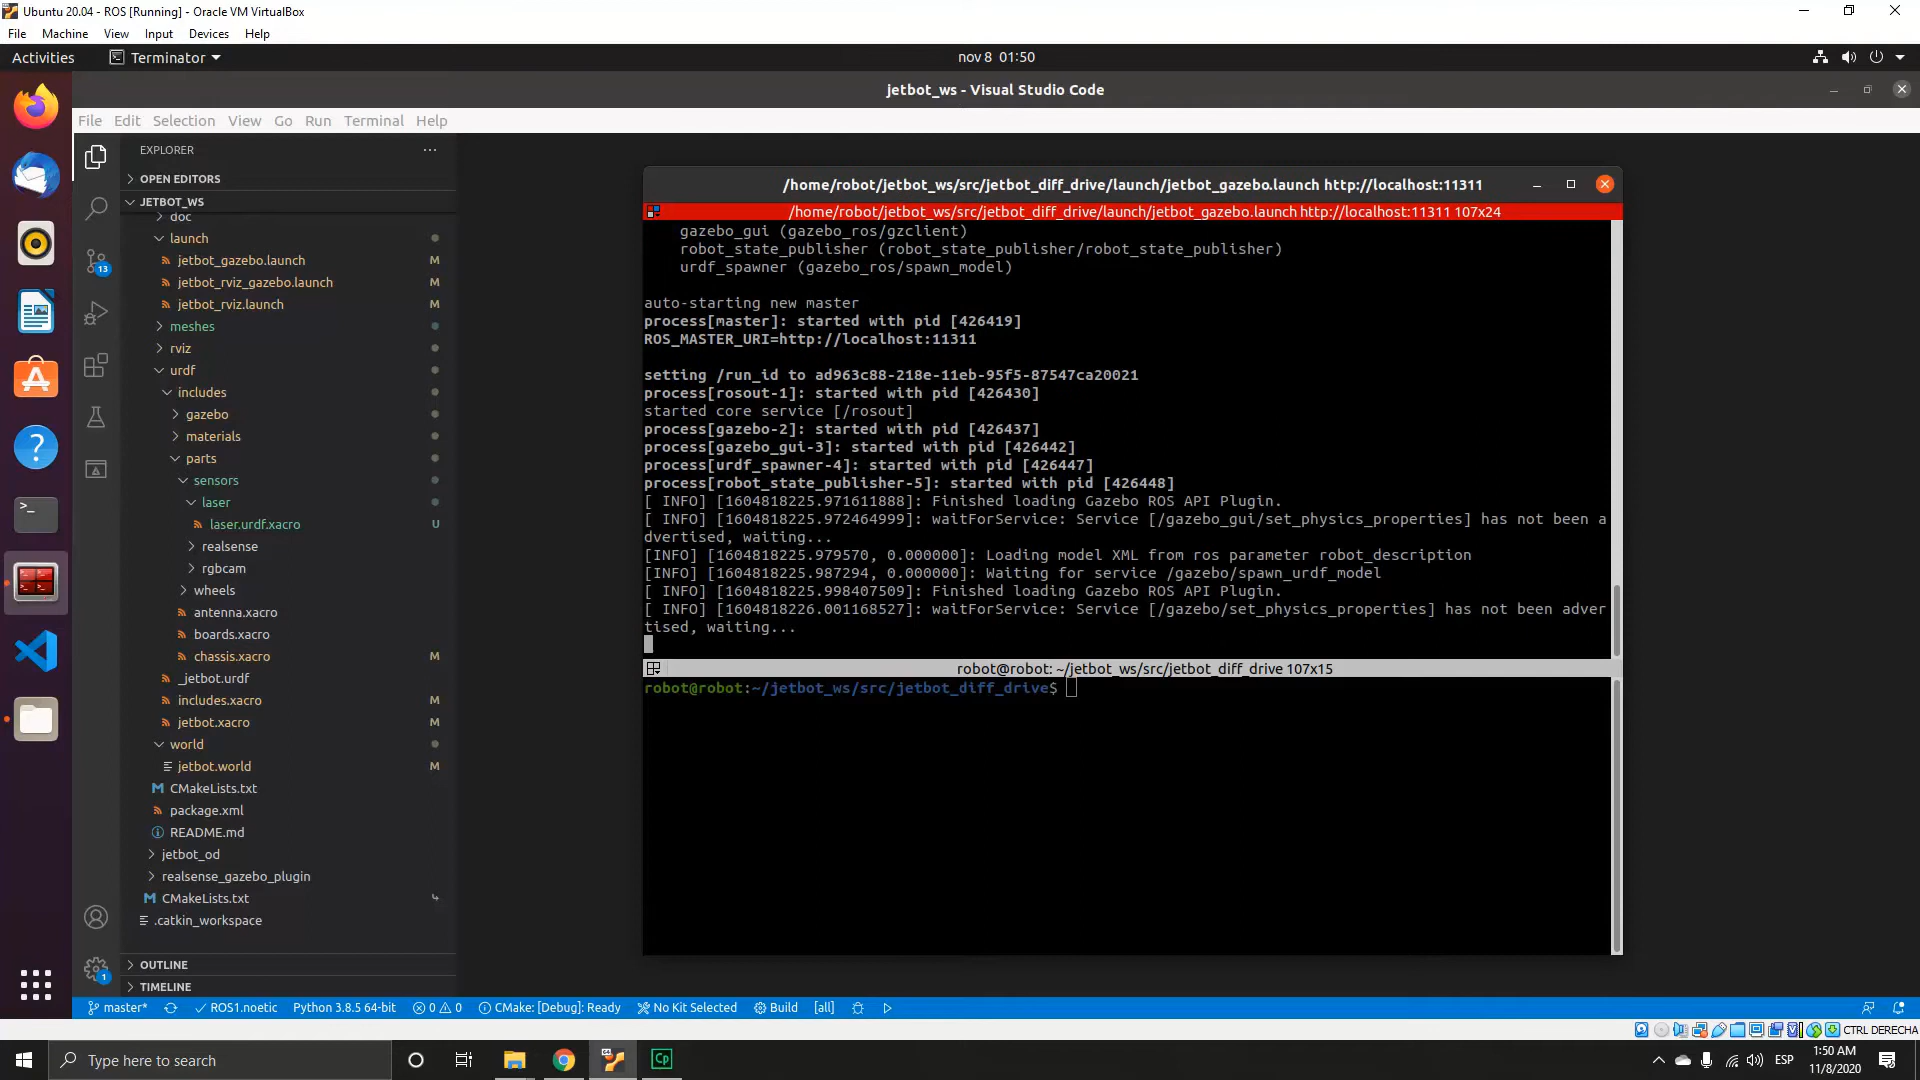 Ubuntu 20.04 - ROS [Running] - Oracle VM VirtualBox
File Machine View Input Devices Help
Activities Terminator nov 8 01:50
jetbot_ws - Visual Studio Code
File Edit Selection View Go Run Terminal Help
EXPLORER
OPEN EDITORS
JETBOT_WS
doc
launch
jetbot_gazebo.launch M
jetbot_rviz_gazebo.launch M
jetbot_rviz.launch M
meshes
rviz
urdf
includes
gazebo
materials
parts
sensors
laser
laser.urdf.xacro U
realsense
rgbcam
wheels
antenna.xacro
boards.xacro
chassis.xacro M
_jetbot.urdf
includes.xacro M
jetbot.xacro M
world
jetbot.world M
CMakeLists.txt
package.xml
README.md
jetbot_od
realsense_gazebo_plugin
CMakeLists.txt
.catkin_workspace
OUTLINE
TIMELINE
13
1
/home/robot/jetbot_ws/src/jetbot_diff_drive/launch/jetbot_gazebo.launch http://localhost:11311
/home/robot/jetbot_ws/src/jetbot_diff_drive/launch/jetbot_gazebo.launch http://localhost:11311 107x24
gazebo_gui (gazebo_ros/gzclient)
robot_state_publisher (robot_state_publisher/robot_state_publisher)
urdf_spawner (gazebo_ros/spawn_model)
auto-starting new master
process[master]: started with pid [426419]
ROS_MASTER_URI=http://localhost:11311
setting /run_id to ad963c88-218e-11eb-95f5-87547ca20021
process[rosout-1]: started with pid [426430]
started core service [/rosout]
process[gazebo-2]: started with pid [426437]
process[gazebo_gui-3]: started with pid [426442]
process[urdf_spawner-4]: started with pid [426447]
process[robot_state_publisher-5]: started with pid [426448]
[ INFO] [1604818225.971611888]: Finished loading Gazebo ROS API Plugin.
[ INFO] [1604818225.972464999]: waitForService: Service [/gazebo_gui/set_physics_properties] has not been a
dvertised, waiting...
[INFO] [1604818225.979570, 0.000000]: Loading model XML from ros parameter robot_description
[INFO] [1604818225.987294, 0.000000]: Waiting for service /gazebo/spawn_urdf_model
[ INFO] [1604818225.998407509]: Finished loading Gazebo ROS API Plugin.
[ INFO] [1604818226.001168527]: waitForService: Service [/gazebo/set_physics_properties] has not been adver
tised, waiting...
robot@robot: ~/jetbot_ws/src/jetbot_diff_drive 107x15
robot@robot:~/jetbot_ws/src/jetbot_diff_drive$
master* ROS1.noetic Python 3.8.5 64-bit 0 0 CMake: [Debug]: Ready No Kit Selected Build [all]
CTRL DERECHA
Type here to search
Cp
ESP
1:50 AM
11/8/2020